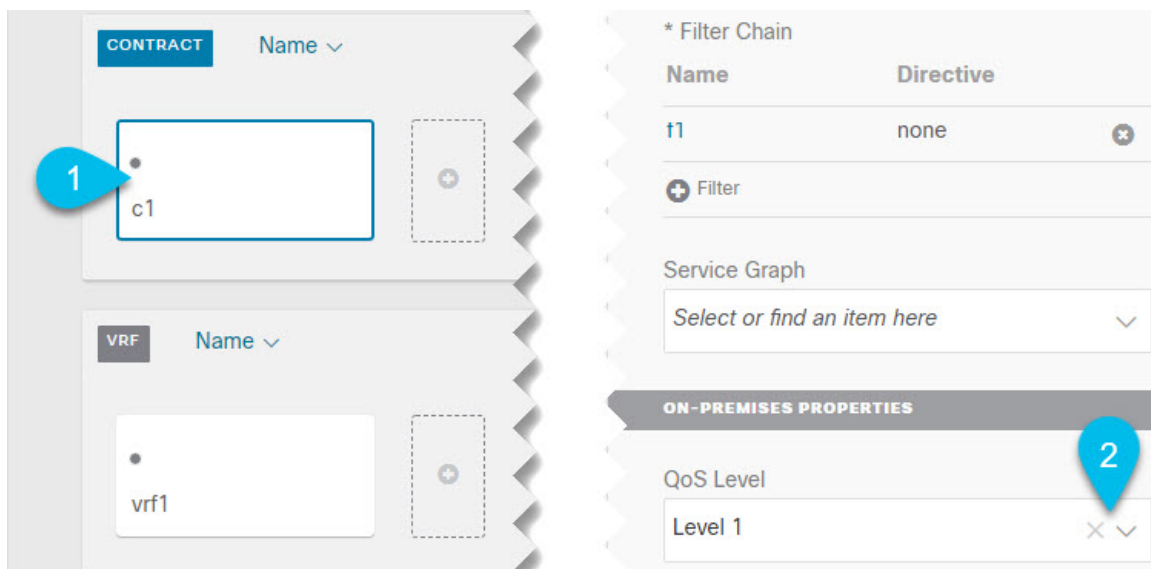 CONTRACT Name
1
c1
VRF Name
vrf1
* Filter Chain
Name Directive
f1 none
Filter
Service Graph
Select or find an item here
ON-PREMISES PROPERTIES
2
QoS Level
Level 1